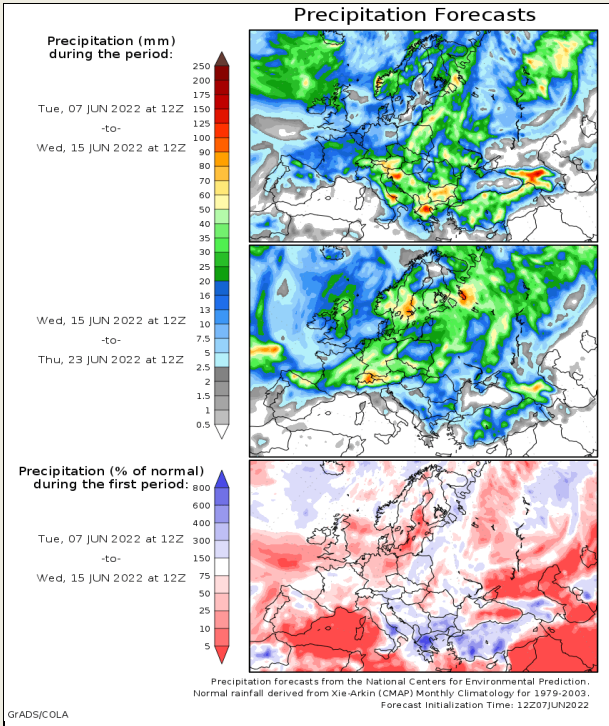 Precipitation Forecasts
Precipitation (mm)
during the period:
250
200
175
150
125
100
90
80
70
60
50
40
35
30
25
20
16
13
10
7.5
5
2.5
2
1.5
1
0.5
Tue, 07 JUN 2022 at 12Z
-to-
Wed, 15 JUN 2022 at 12Z
Wed, 15 JUN 2022 at 12Z
-to-
Thu, 23 JUN 2022 at 12Z
Precipitation (% of normal)
during the first period:
800
600
400
300
150
75
50
25
10
5
Tue, 07 JUN 2022 at 12Z
-to-
Wed, 15 JUN 2022 at 12Z
Precipitation forecasts from the National Centers for Environmental Prediction.
Normal rainfall derived from Xie-Arkin (CMAP) Monthly Climatology for 1979-2003.
Forecast Initialization Time: 12Z07JUN2022
GrADS/COLA